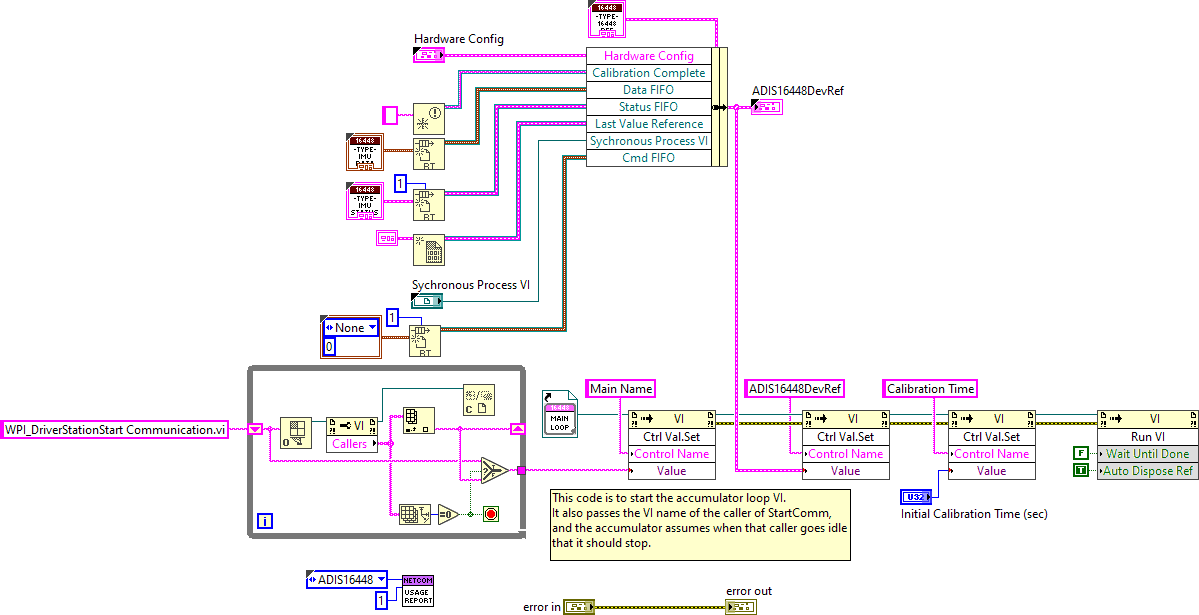 16448
-TYPE-
16448
Hardware Config
Hardware Config
Calibration Complete
Data FIFO
Status FIFO
Last Value Reference
Sychronous Process VI
Cmd FIFO
ADIS16448DevRef
16448
-TYPE-
IMU
DATA
RT
1
16448
-TYPE-
IMU
STATUS
RT
Sychronous Process VI
1
None
0
RT
WPI_DriverStationStart Communication.vi
0
VI
Callers
C
=0
i
16448
MAIN
LOOP
Main Name
VI
Ctrl Val.Set
Control Name
Value
ADIS16448DevRef
VI
Ctrl Val.Set
Control Name
Value
Calibration Time
VI
Ctrl Val.Set
Control Name
Value
U32
Initial Calibration Time (sec)
VI
Run VI
F
Wait Until Done
T
Auto Dispose Ref
This code is to start the accumulator loop VI.
It also passes the VI name of the caller of StartComm,
and the accumulator assumes when that caller goes idle
that it should stop.
ADIS16448
1
NETCOM
USAGE
REPORT
error in
error out